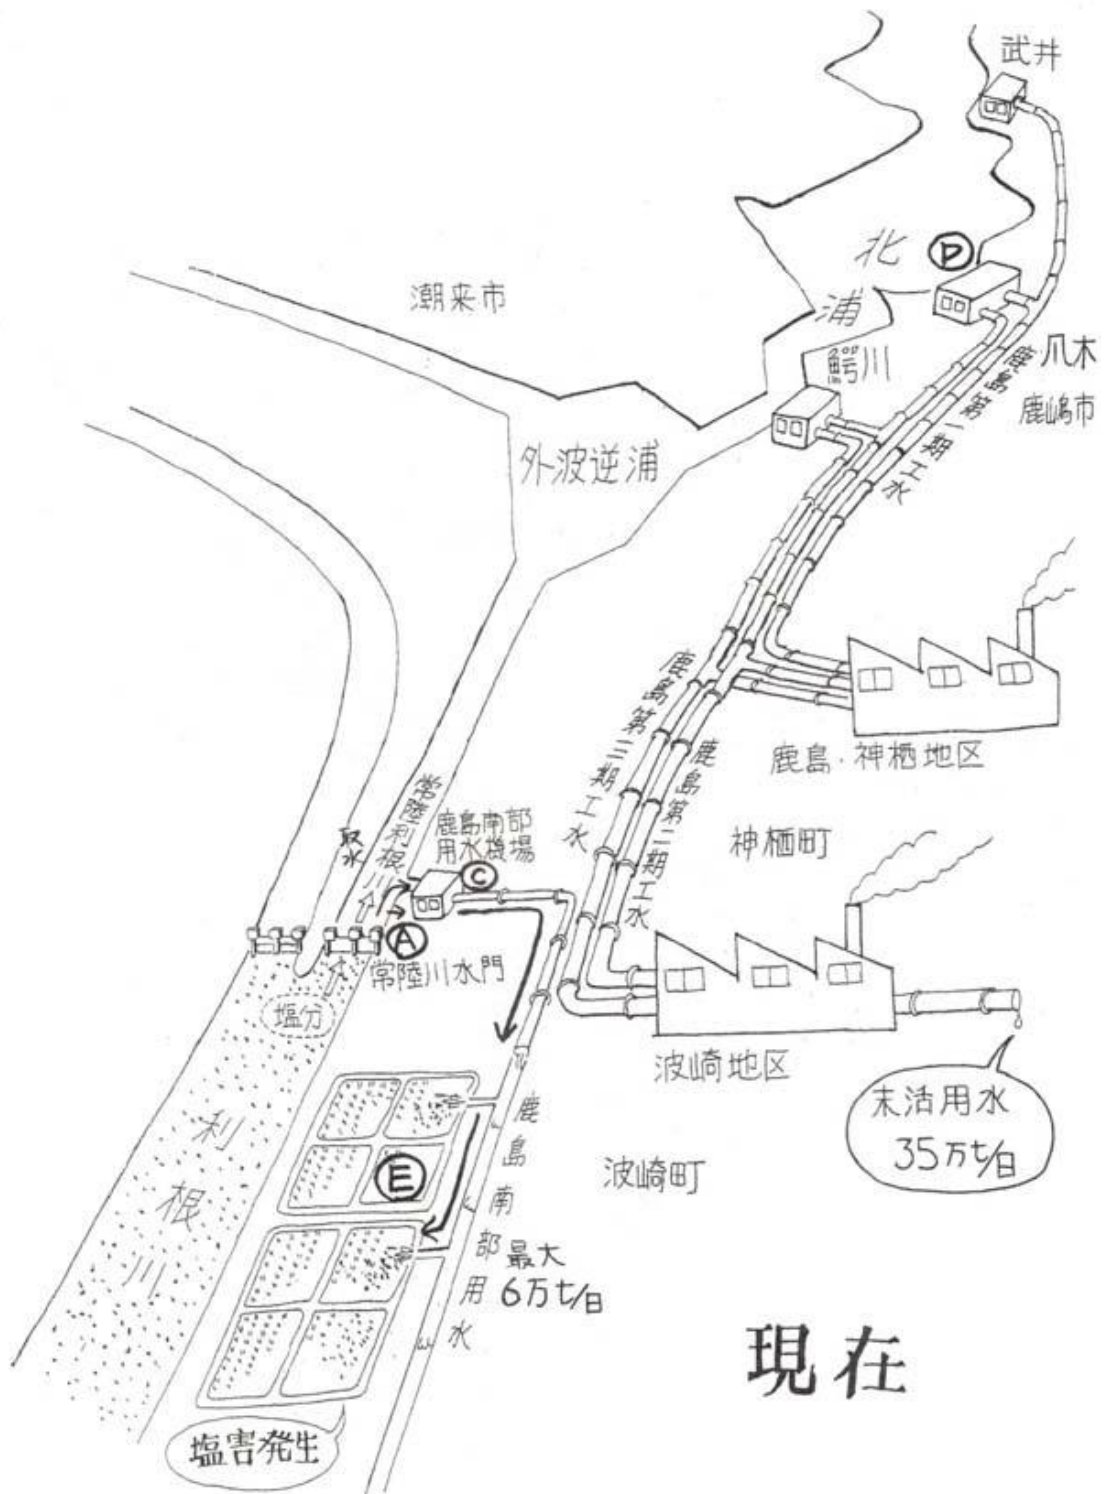 武井
北浦
D
潮来市
鰐川
爪木
鹿嶋市
鹿島第一期工水
外波逆浦
鹿島第三期工水
鹿島第二期工水
鹿島・神栖地区
神栖町
常陸利根川
取水
鹿島南部
用水機場
C
A
常陸川水門
塩分
波崎地区
末活用水
35万t/日
利根川
E
鹿島南部用水
波崎町
最大
6万t/日
塩害発生
現在